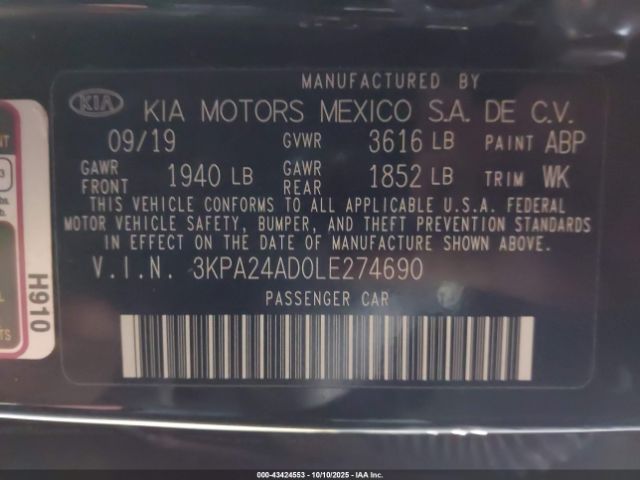 MANUFACTURED BY
KIA KIA MOTORS MEXICO S.A. DE C.V.
09/19 GVWR 3616 LB PAINT ABP
GAWR FRONT 1940 LB GAWR REAR 1852 LB TRIM WK
THIS VEHICLE CONFORMS TO ALL APPLICABLE U.S.A. FEDERAL
MOTOR VEHICLE SAFETY, BUMPER, AND THEFT PREVENTION STANDARDS
IN EFFECT ON THE DATE OF MANUFACTURE SHOWN ABOVE.
V.I.N. 3KPA24AD0LE274690
PASSENGER CAR
H910
000-43424553 - 10/10/2025 - IAAI Inc.